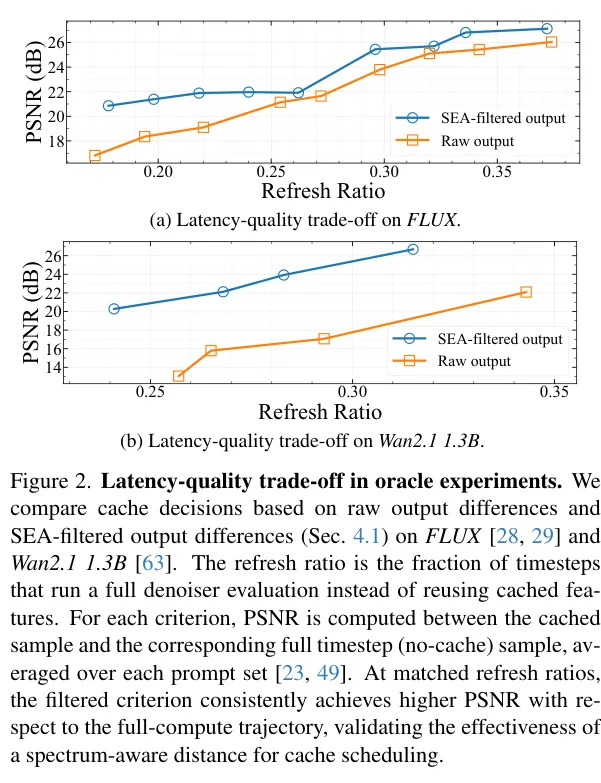 26
24
22
20
18
PSNR (dB)
SEA-filtered output
Raw output
0.20
0.25
0.30
0.35
Refresh Ratio
(a) Latency-quality trade-off on FLUX.
26
24
22
20
18
16
14
PSNR (dB)
SEA-filtered output
Raw output
0.25
0.30
0.35
Refresh Ratio
(b) Latency-quality trade-off on Wan2.1 1.3B.
Figure 2. Latency-quality trade-off in oracle experiments. We
compare cache decisions based on raw output differences and
SEA-filtered output differences (Sec. 4.1) on FLUX [28, 29] and
Wan2.1 1.3B [63]. The refresh ratio is the fraction of timesteps
that run a full denoiser evaluation instead of reusing cached fea-
tures. For each criterion, PSNR is computed between the cached
sample and the corresponding full timestep (no-cache) sample, av-
eraged over each prompt set [23, 49]. At matched refresh ratios,
the filtered criterion consistently achieves higher PSNR with re-
spect to the full-compute trajectory, validating the effectiveness of
a spectrum-aware distance for cache scheduling.